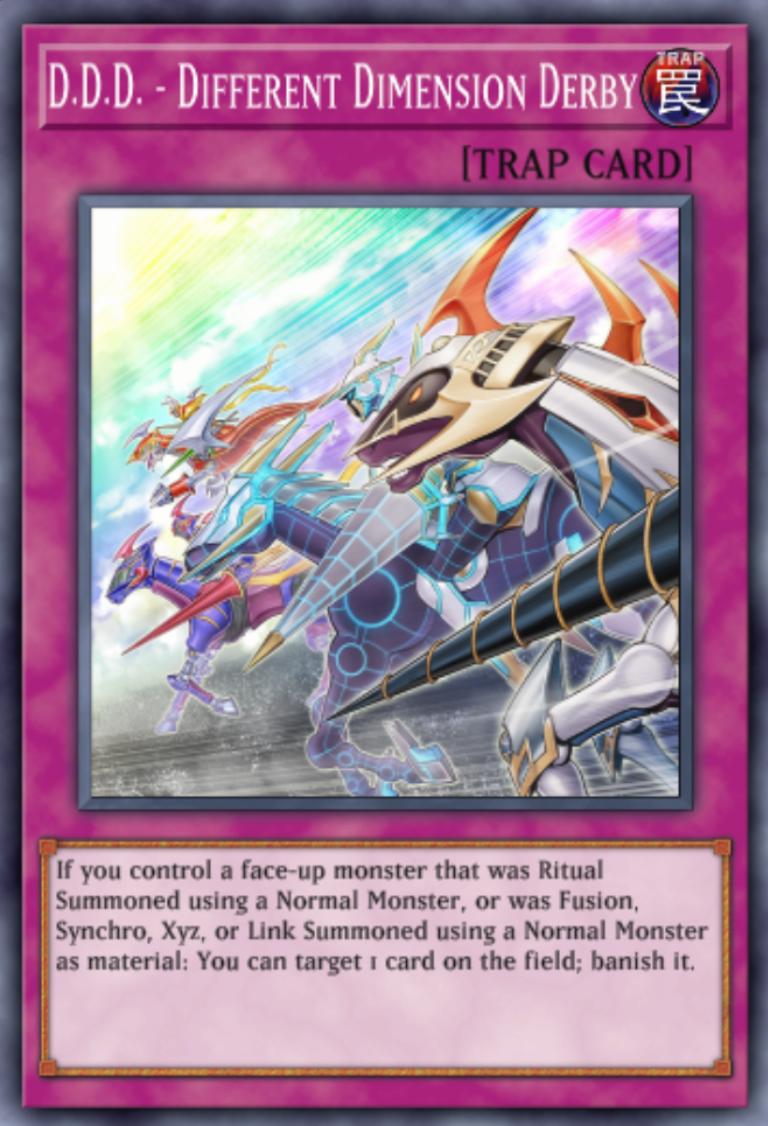 D.D.D. - Different Dimension Derby
TRAP
罠
[TRAP CARD]
If you control a face-up monster that was Ritual
Summoned using a Normal Monster, or was Fusion,
Synchro, Xyz, or Link Summoned using a Normal Monster
as material: You can target 1 card on the field; banish it.